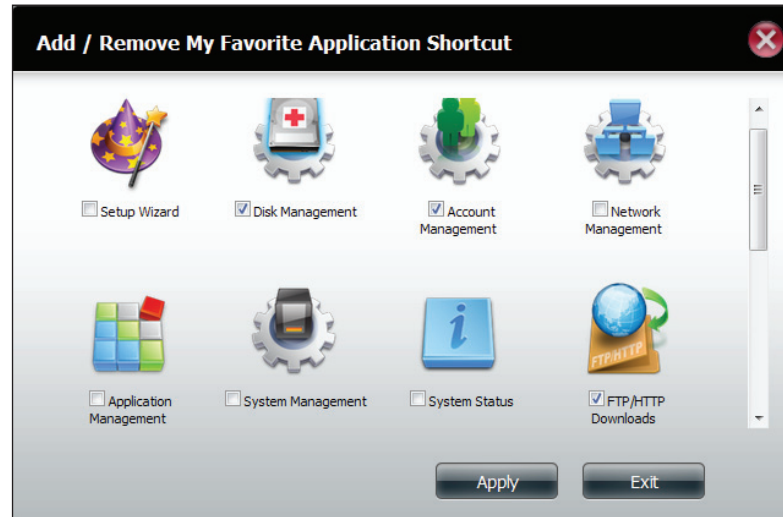 Add / Remove My Favorite Application Shortcut
Setup Wizard
Disk Management
Account
Management
Network
Management
FTP/HTTP
Application
Management
System Management
System Status
FTP/HTTP
Downloads
Apply
Exit